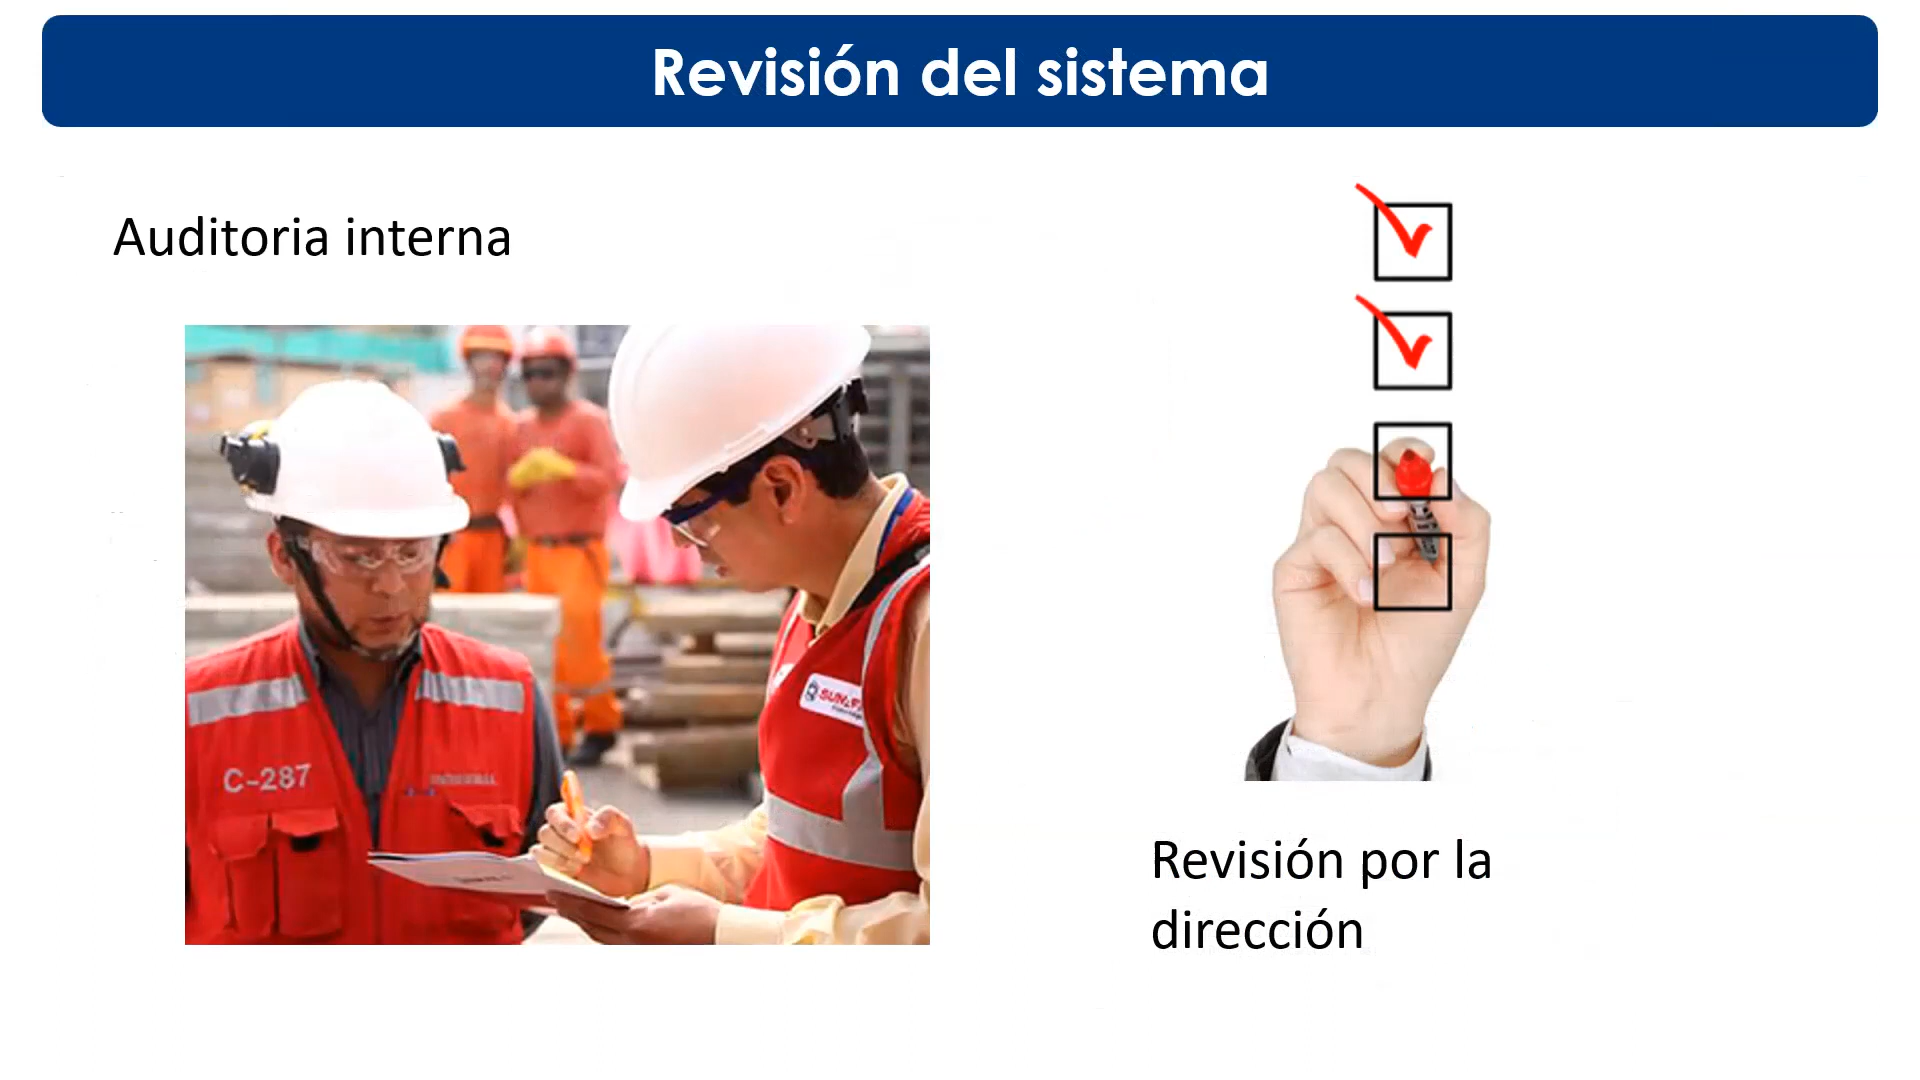 Revisión del sistema
Auditoria interna
C-287
Revisión por la
dirección